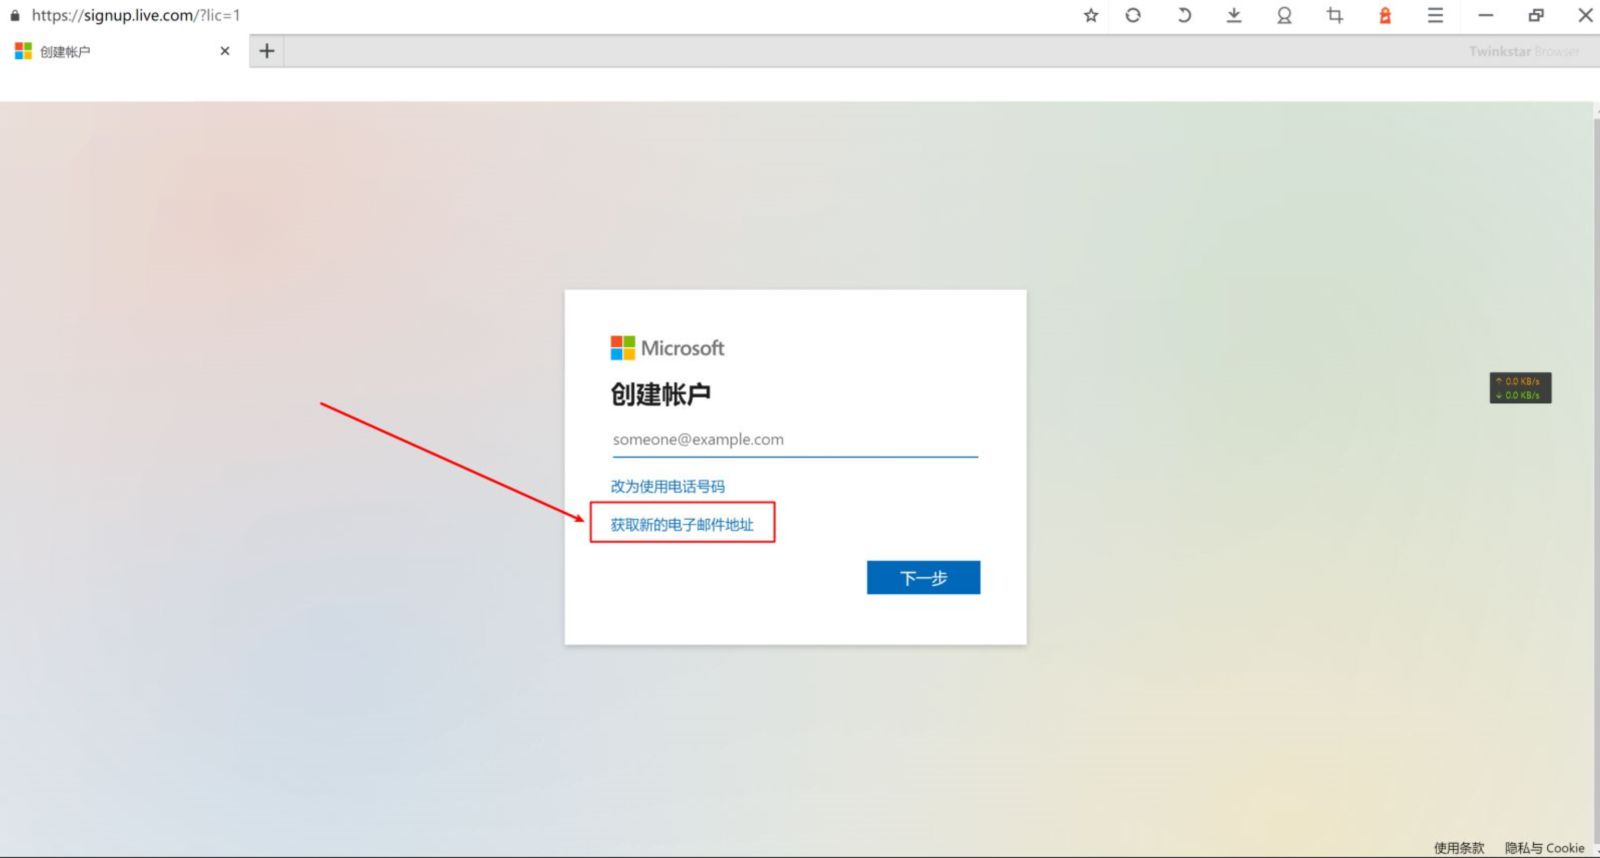 https://signup.live.com/?lic=1
创建帐户
Twinkstar Browser
Microsoft
创建帐户
someone@example.com
改为使用电话号码
获取新的电子邮件地址
下一步
↑ 0.0 KB/s
↓ 0.0 KB/s
使用条款 隐私与 Cookie